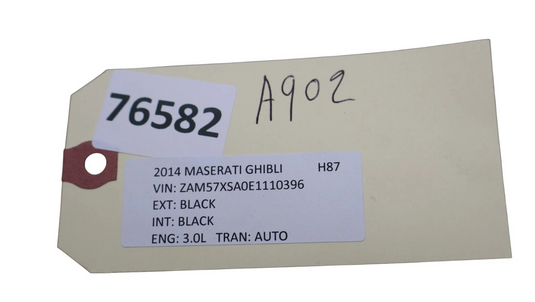 76582
A902
2014 MASERATI GHIBLI H87
VIN: ZAM57XSA0E1110396
EXT: BLACK
INT: BLACK
ENG: 3.0L TRAN: AUTO